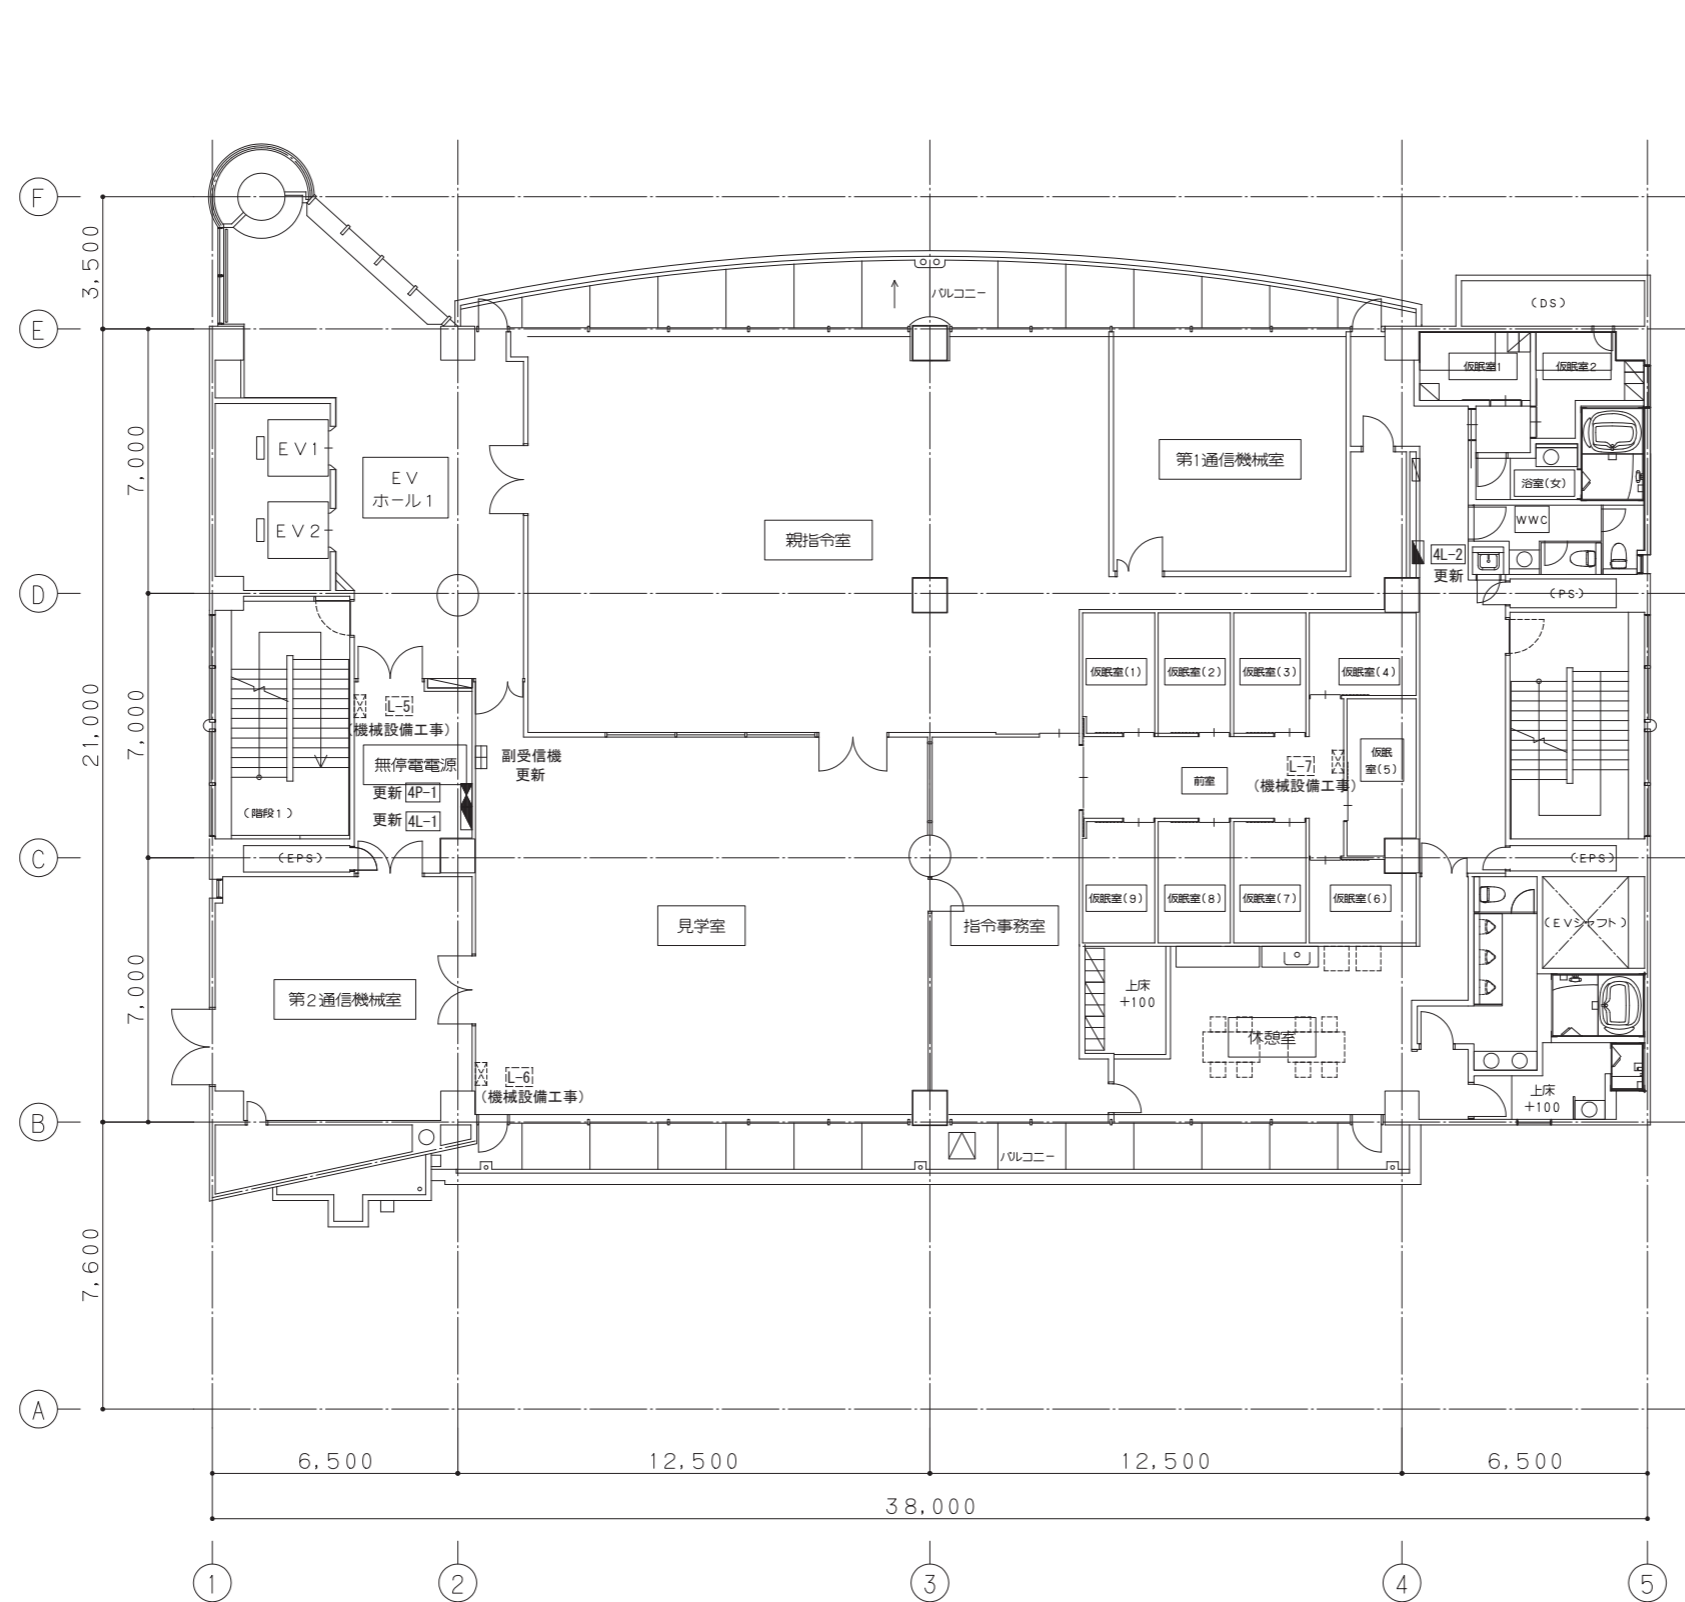 F
3,500
バルコニー
(DS)
E
仮眠室1
仮眠室2
7,000
EV1
EV
ホール1
第1通信機械室
浴室(女)
EV2
親指令室
WWC
4L-2
更新
D
(PS)
仮眠室(1)
仮眠室(2)
仮眠室(3)
仮眠室(4)
21,000
7,000
L-5
(機械設備工事)
副受信機
更新
無停電電源
更新 4P-1
更新 4L-1
(階段1)
前室
L-7
(機械設備工事)
仮眠
室(5)
C
(EPS)
(EPS)
仮眠室(9)
仮眠室(8)
仮眠室(7)
仮眠室(6)
見学室
指令事務室
(EVシャフト)
7,000
第2通信機械室
上床
+100
休憩室
L-6
(機械設備工事)
上床
+100
B
バルコニー
7,600
A
6,500
12,500
12,500
6,500
38,000
1
2
3
4
5